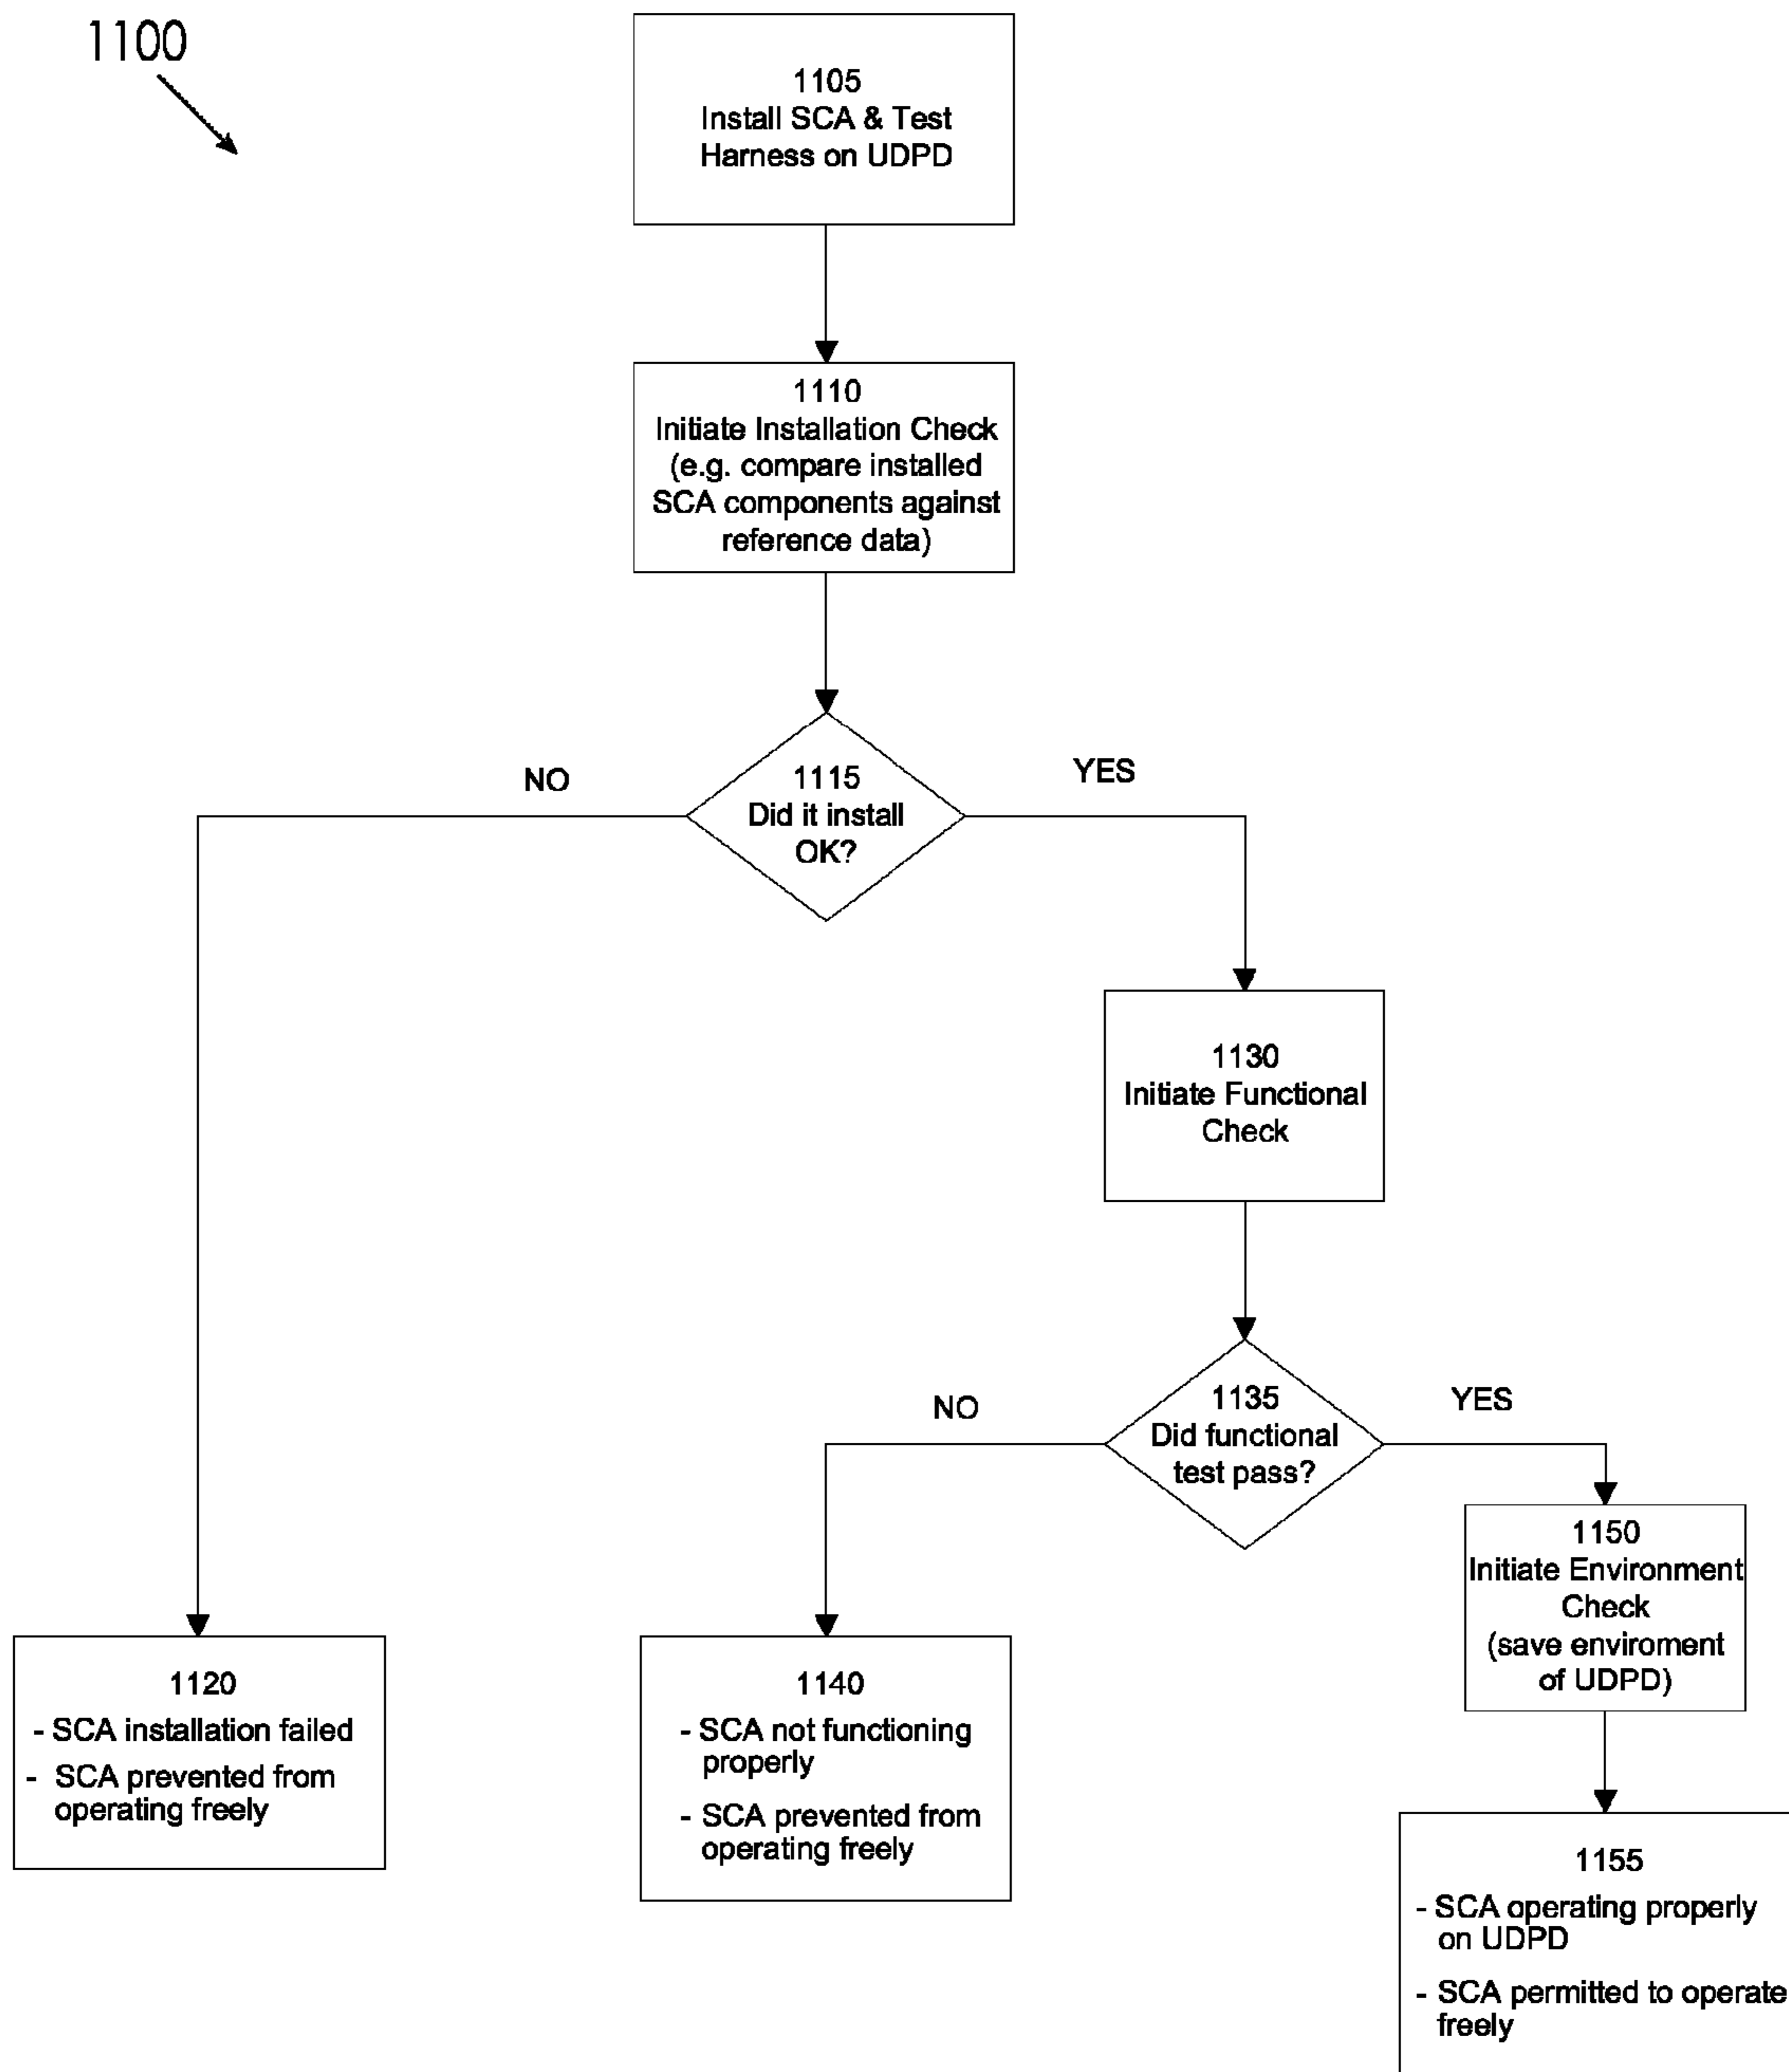 1100
1105
Install SCA & Test
Harness on UDPD
1110
Initiate Installation Check
(e.g. compare installed
SCA components against
reference data)
NO
YES
1115
Did it install
OK?
1130
Initiate Functional
Check
NO
YES
1135
Did functional
test pass?
1150
Initiate Environment
Check
(save enviroment
of UDPD)
1120
- SCA installation failed
- SCA prevented from
operating freely
1140
- SCA not functioning
properly
- SCA prevented from
operating freely
1155
- SCA operating properly
on UDPD
- SCA permitted to operate
freely